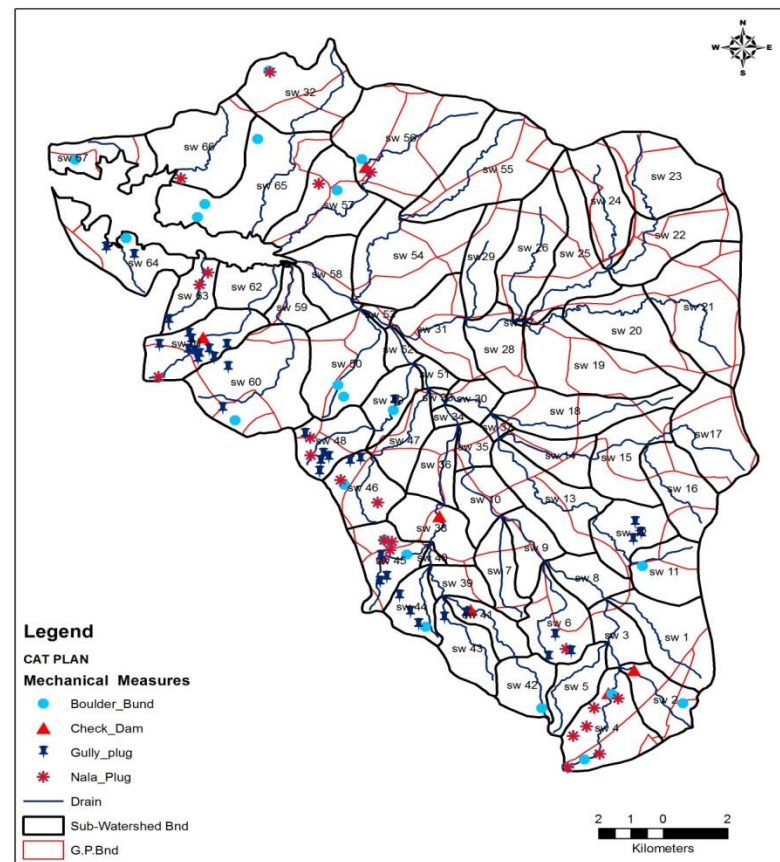 N
W E
S
sw 32
sw 56
sw 66
sw 67
sw 55
sw 23
sw 65
sw 57
sw 24
sw 22
sw 26
sw 25
sw 29
sw 54
sw 64
sw 58
sw 62
sw 63
sw 59
sw 21
sw 53
sw 31
sw 20
sw 28
sw 52
sw 50
sw 19
sw 51
sw 60
sw 30
sw 18
sw 34
sw 17
sw 48
sw 47
sw 35
sw 14
sw 15
sw 36
sw 46
sw 16
sw 10
sw 13
sw 38
sw 9
sw 45
sw 40
sw 7
sw 11
sw 8
sw 39
sw 44
sw 41
sw 6
sw 3
sw 1
sw 43
sw 42
sw 5
sw 2
sw 4
Legend
CAT PLAN
Mechanical Measures
Boulder_Bund
Check_Dam
Gully_plug
Nala_Plug
Drain
Sub-Watershed Bnd
G.P.Bnd
2 1 0 2
Kilometers